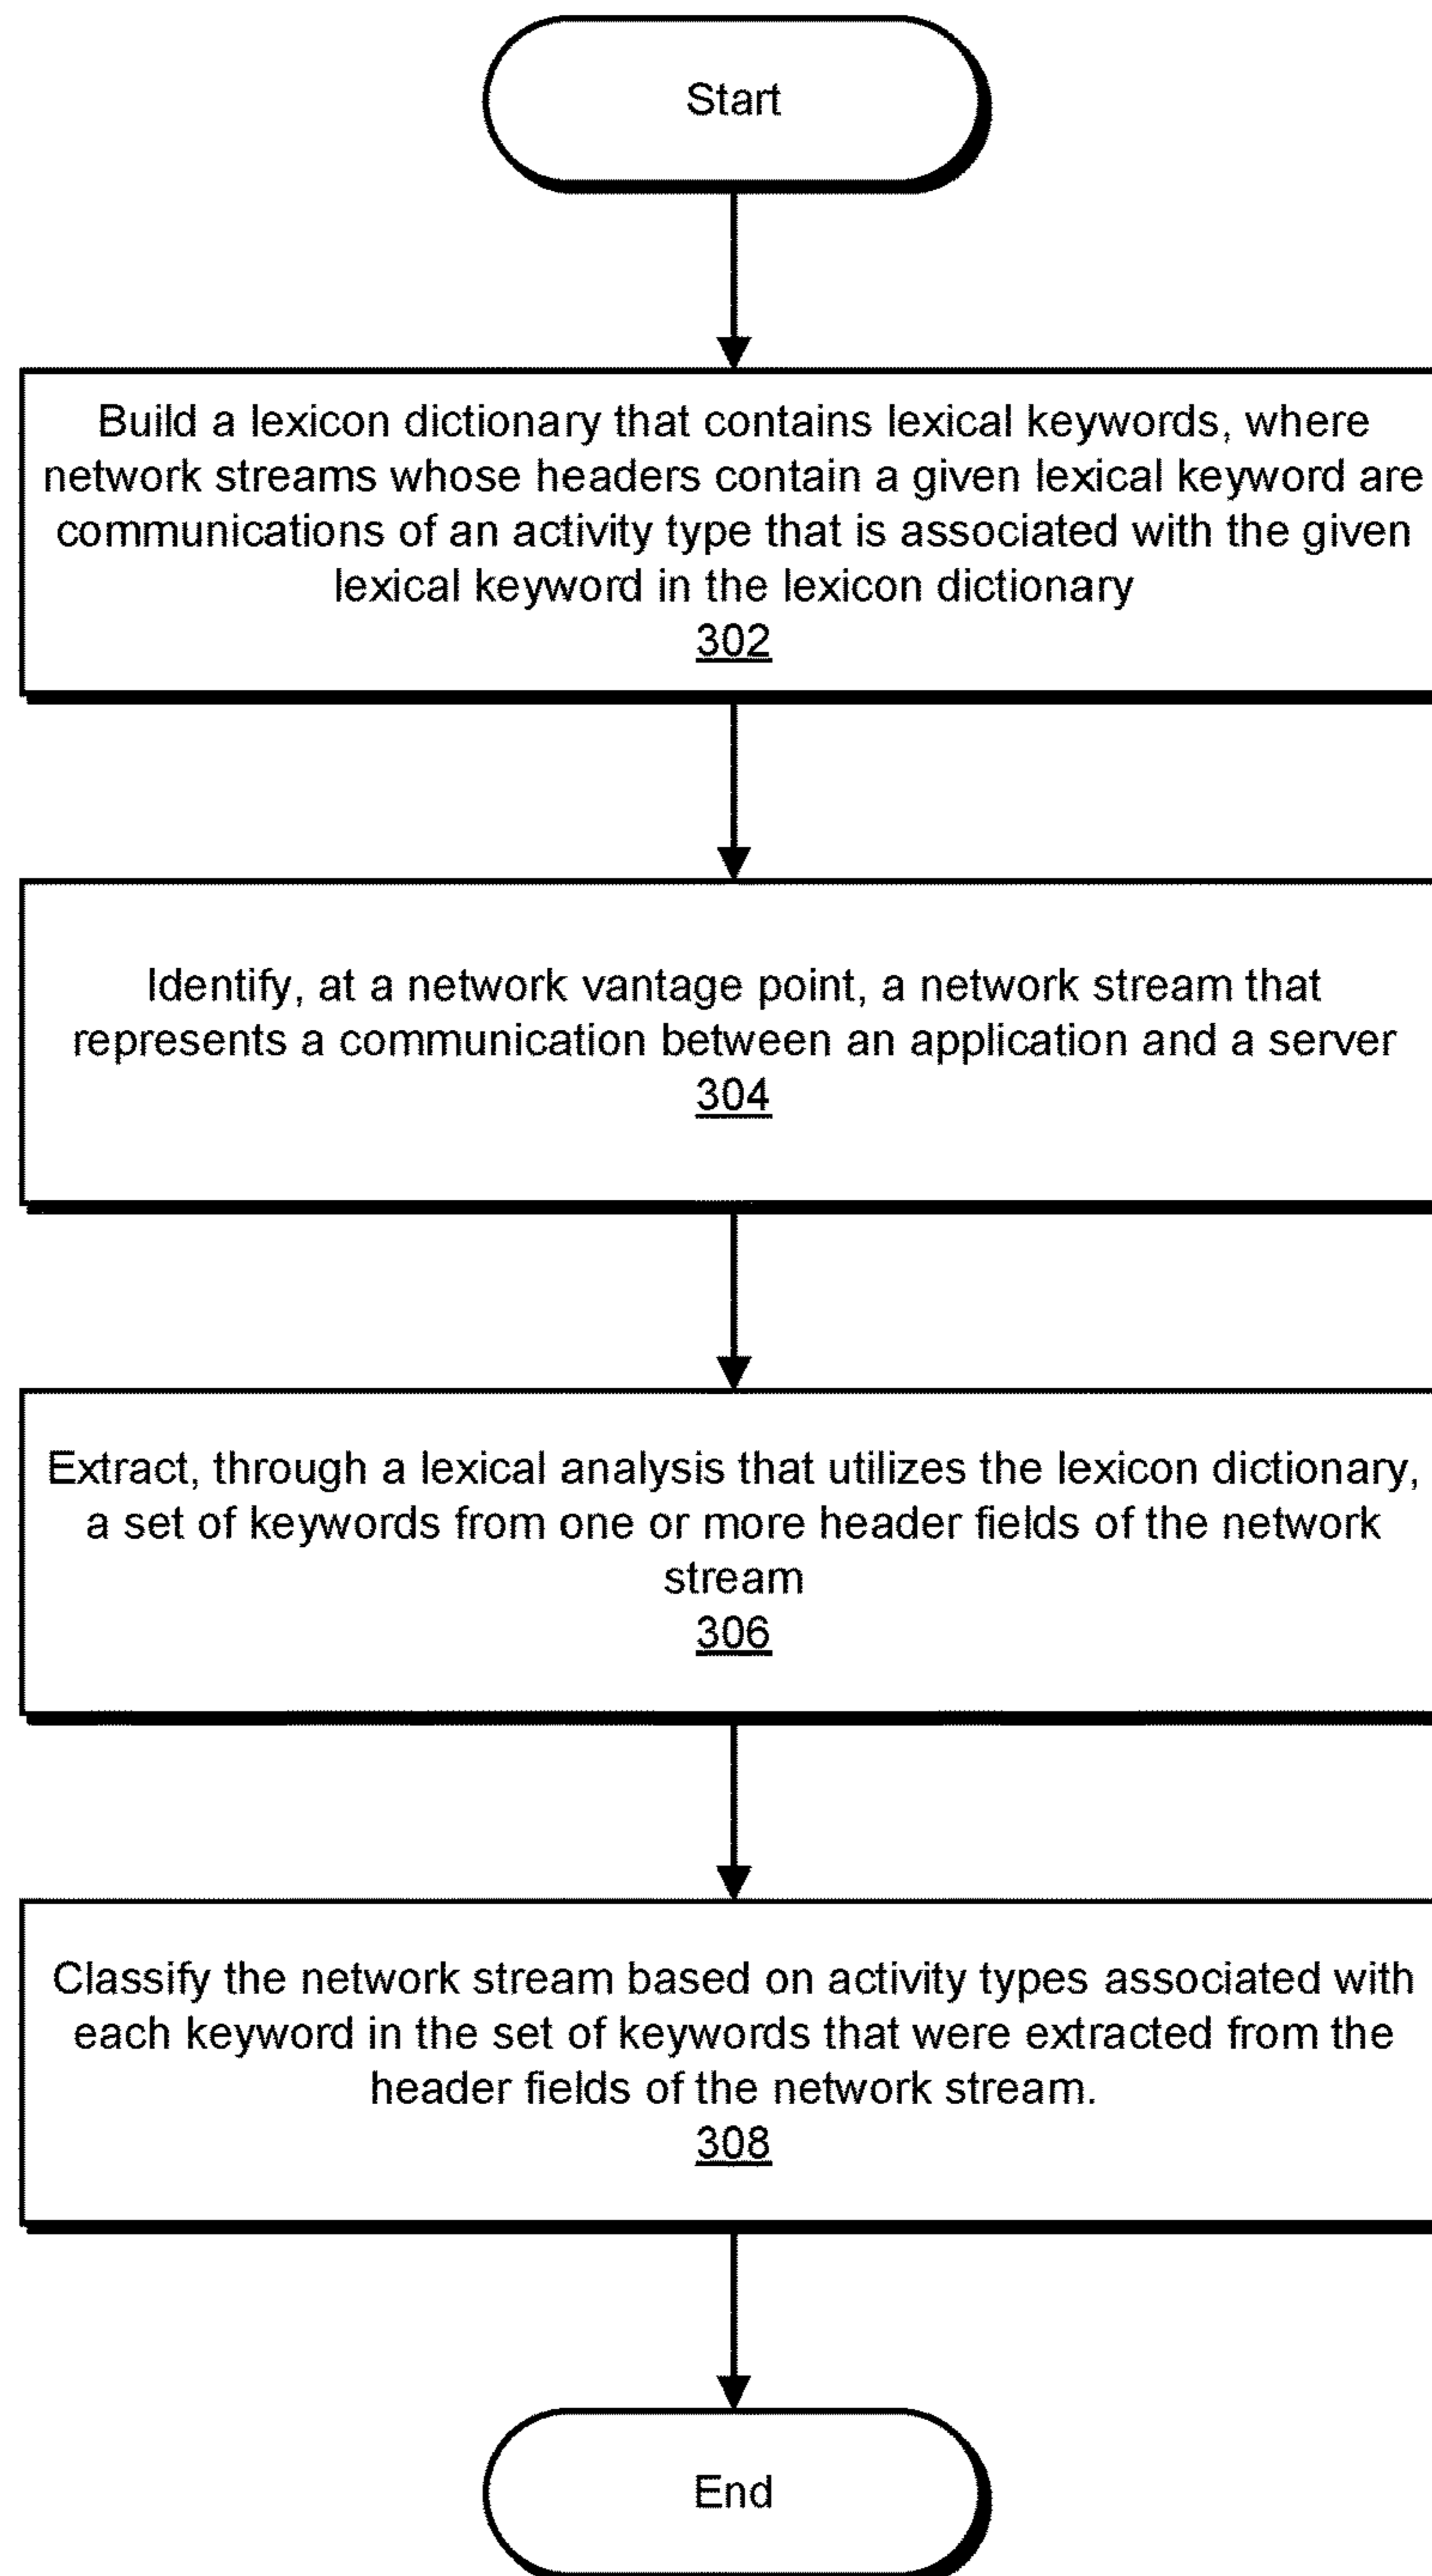 Start
Build a lexicon dictionary that contains lexical keywords, where
network streams whose headers contain a given lexical keyword are
communications of an activity type that is associated with the given
lexical keyword in the lexicon dictionary
302
Identify, at a network vantage point, a network stream that
represents a communication between an application and a server
304
Extract, through a lexical analysis that utilizes the lexicon dictionary,
a set of keywords from one or more header fields of the network
stream
306
Classify the network stream based on activity types associated with
each keyword in the set of keywords that were extracted from the
header fields of the network stream.
308
End